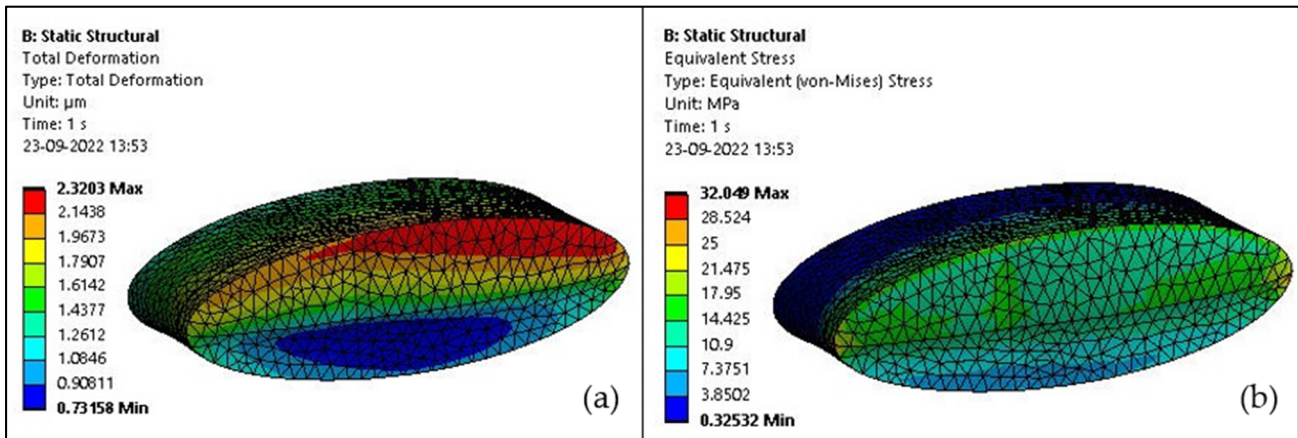 B: Static Structural
Total Deformation
Type: Total Deformation
Unit: µm
Time: 1 s
23-09-2022 13:53
2.3203 Max
2.1438
1.9673
1.7907
1.6142
1.4377
1.2612
1.0846
0.90811
0.73158 Min
(a)
B: Static Structural
Equivalent Stress
Type: Equivalent (von-Mises) Stress
Unit: MPa
Time: 1 s
23-09-2022 13:53
32.049 Max
28.524
25
21.475
17.95
14.425
10.9
7.3751
3.8502
0.32532 Min
(b)